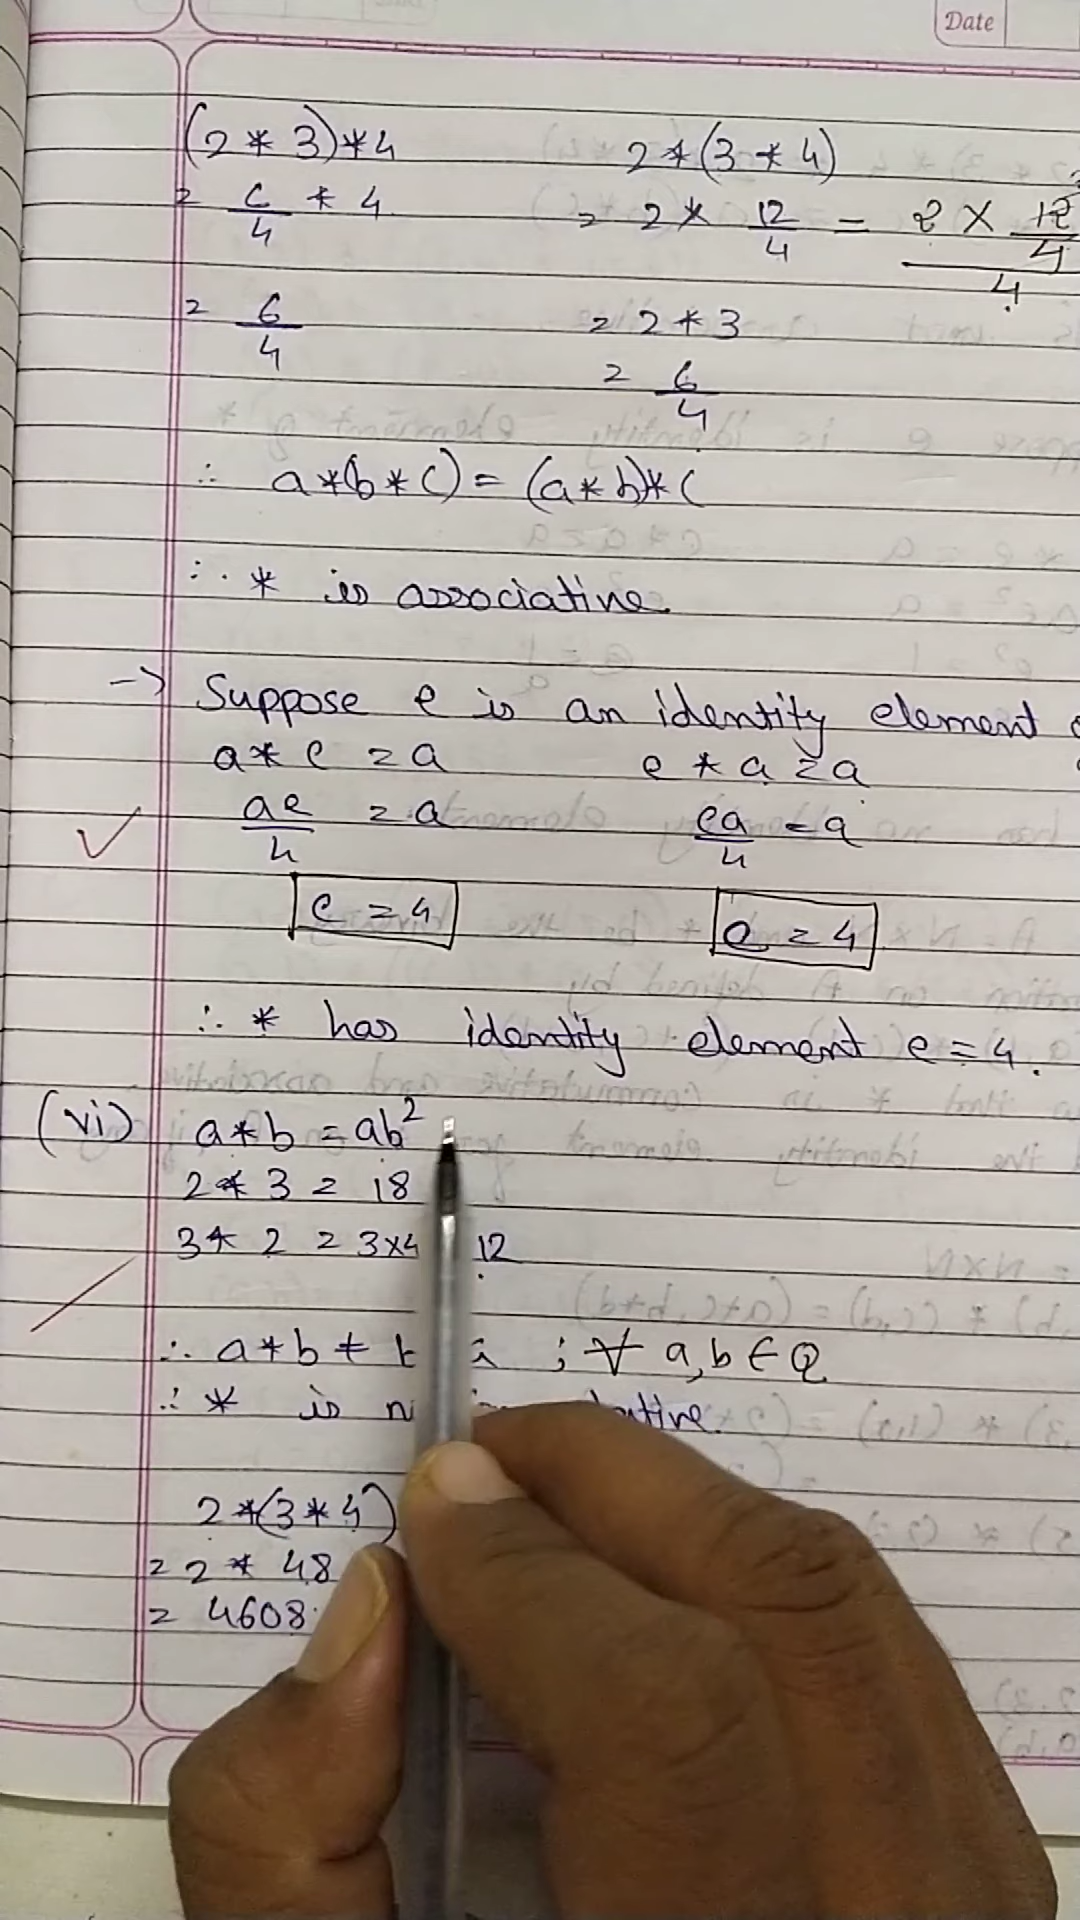 Date
(2 * 3)*4
= 6/4 * 4
= 6/4
2*(3 * 4)
= 2 * 12/4 = 2 × 12/4 / 4
= 2 * 3
= 6/4
∴ a*(b*c) = (a*b)*c
∴ * is associative.
→ Suppose e is an identity element
a* e = a e * a = a
ae/4 = a ea/4 = a
e = 4 e = 4
∴ * has identity element e = 4.
(vi) a*b = ab²
2 * 3 = 18
3 * 2 = 3×4 12
∴ a*b ≠ ; ∀ a,b ∈ Q
∴ * is
2*(3*4)
= 2 * 48
= 4608